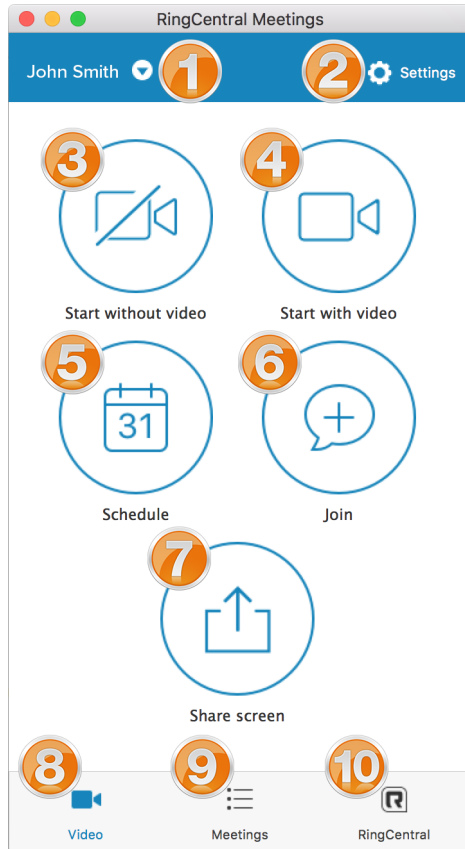 RingCentral Meetings
John Smith 1 2 Settings
3 4
Start without video Start with video
5 6
31
Schedule Join
7
Share screen
8 9 10
R
Video Meetings RingCentral